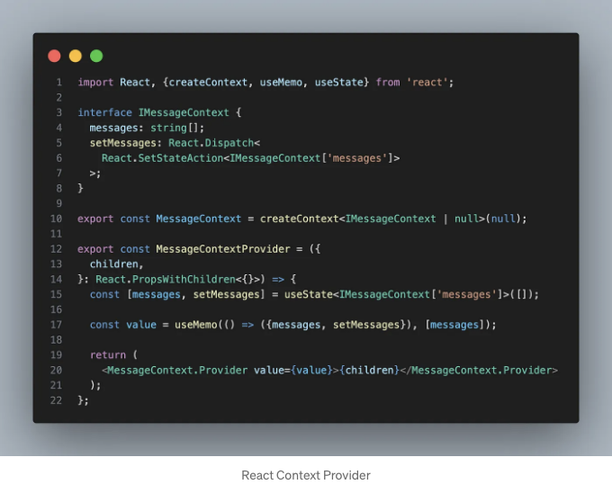 1 import React, {createContext, useMemo, useState} from 'react';
2
3 interface IMessageContext {
4   messages: string[];
5   setMessages: React.Dispatch<
6     React.SetStateAction<IMessageContext['messages']>
7   >;
8 }
9
10 export const MessageContext = createContext<IMessageContext | null>(null);
11
12 export const MessageContextProvider = ({
13   children,
14 }: React.PropsWithChildren<{}>) => {
15   const [messages, setMessages] = useState<IMessageContext['messages']>([]);
16
17   const value = useMemo(() => ({messages, setMessages}), [messages]);
18
19   return (
20     <MessageContext.Provider value={value}>{children}</MessageContext.Provider>
21   );
22 };
React Context Provider